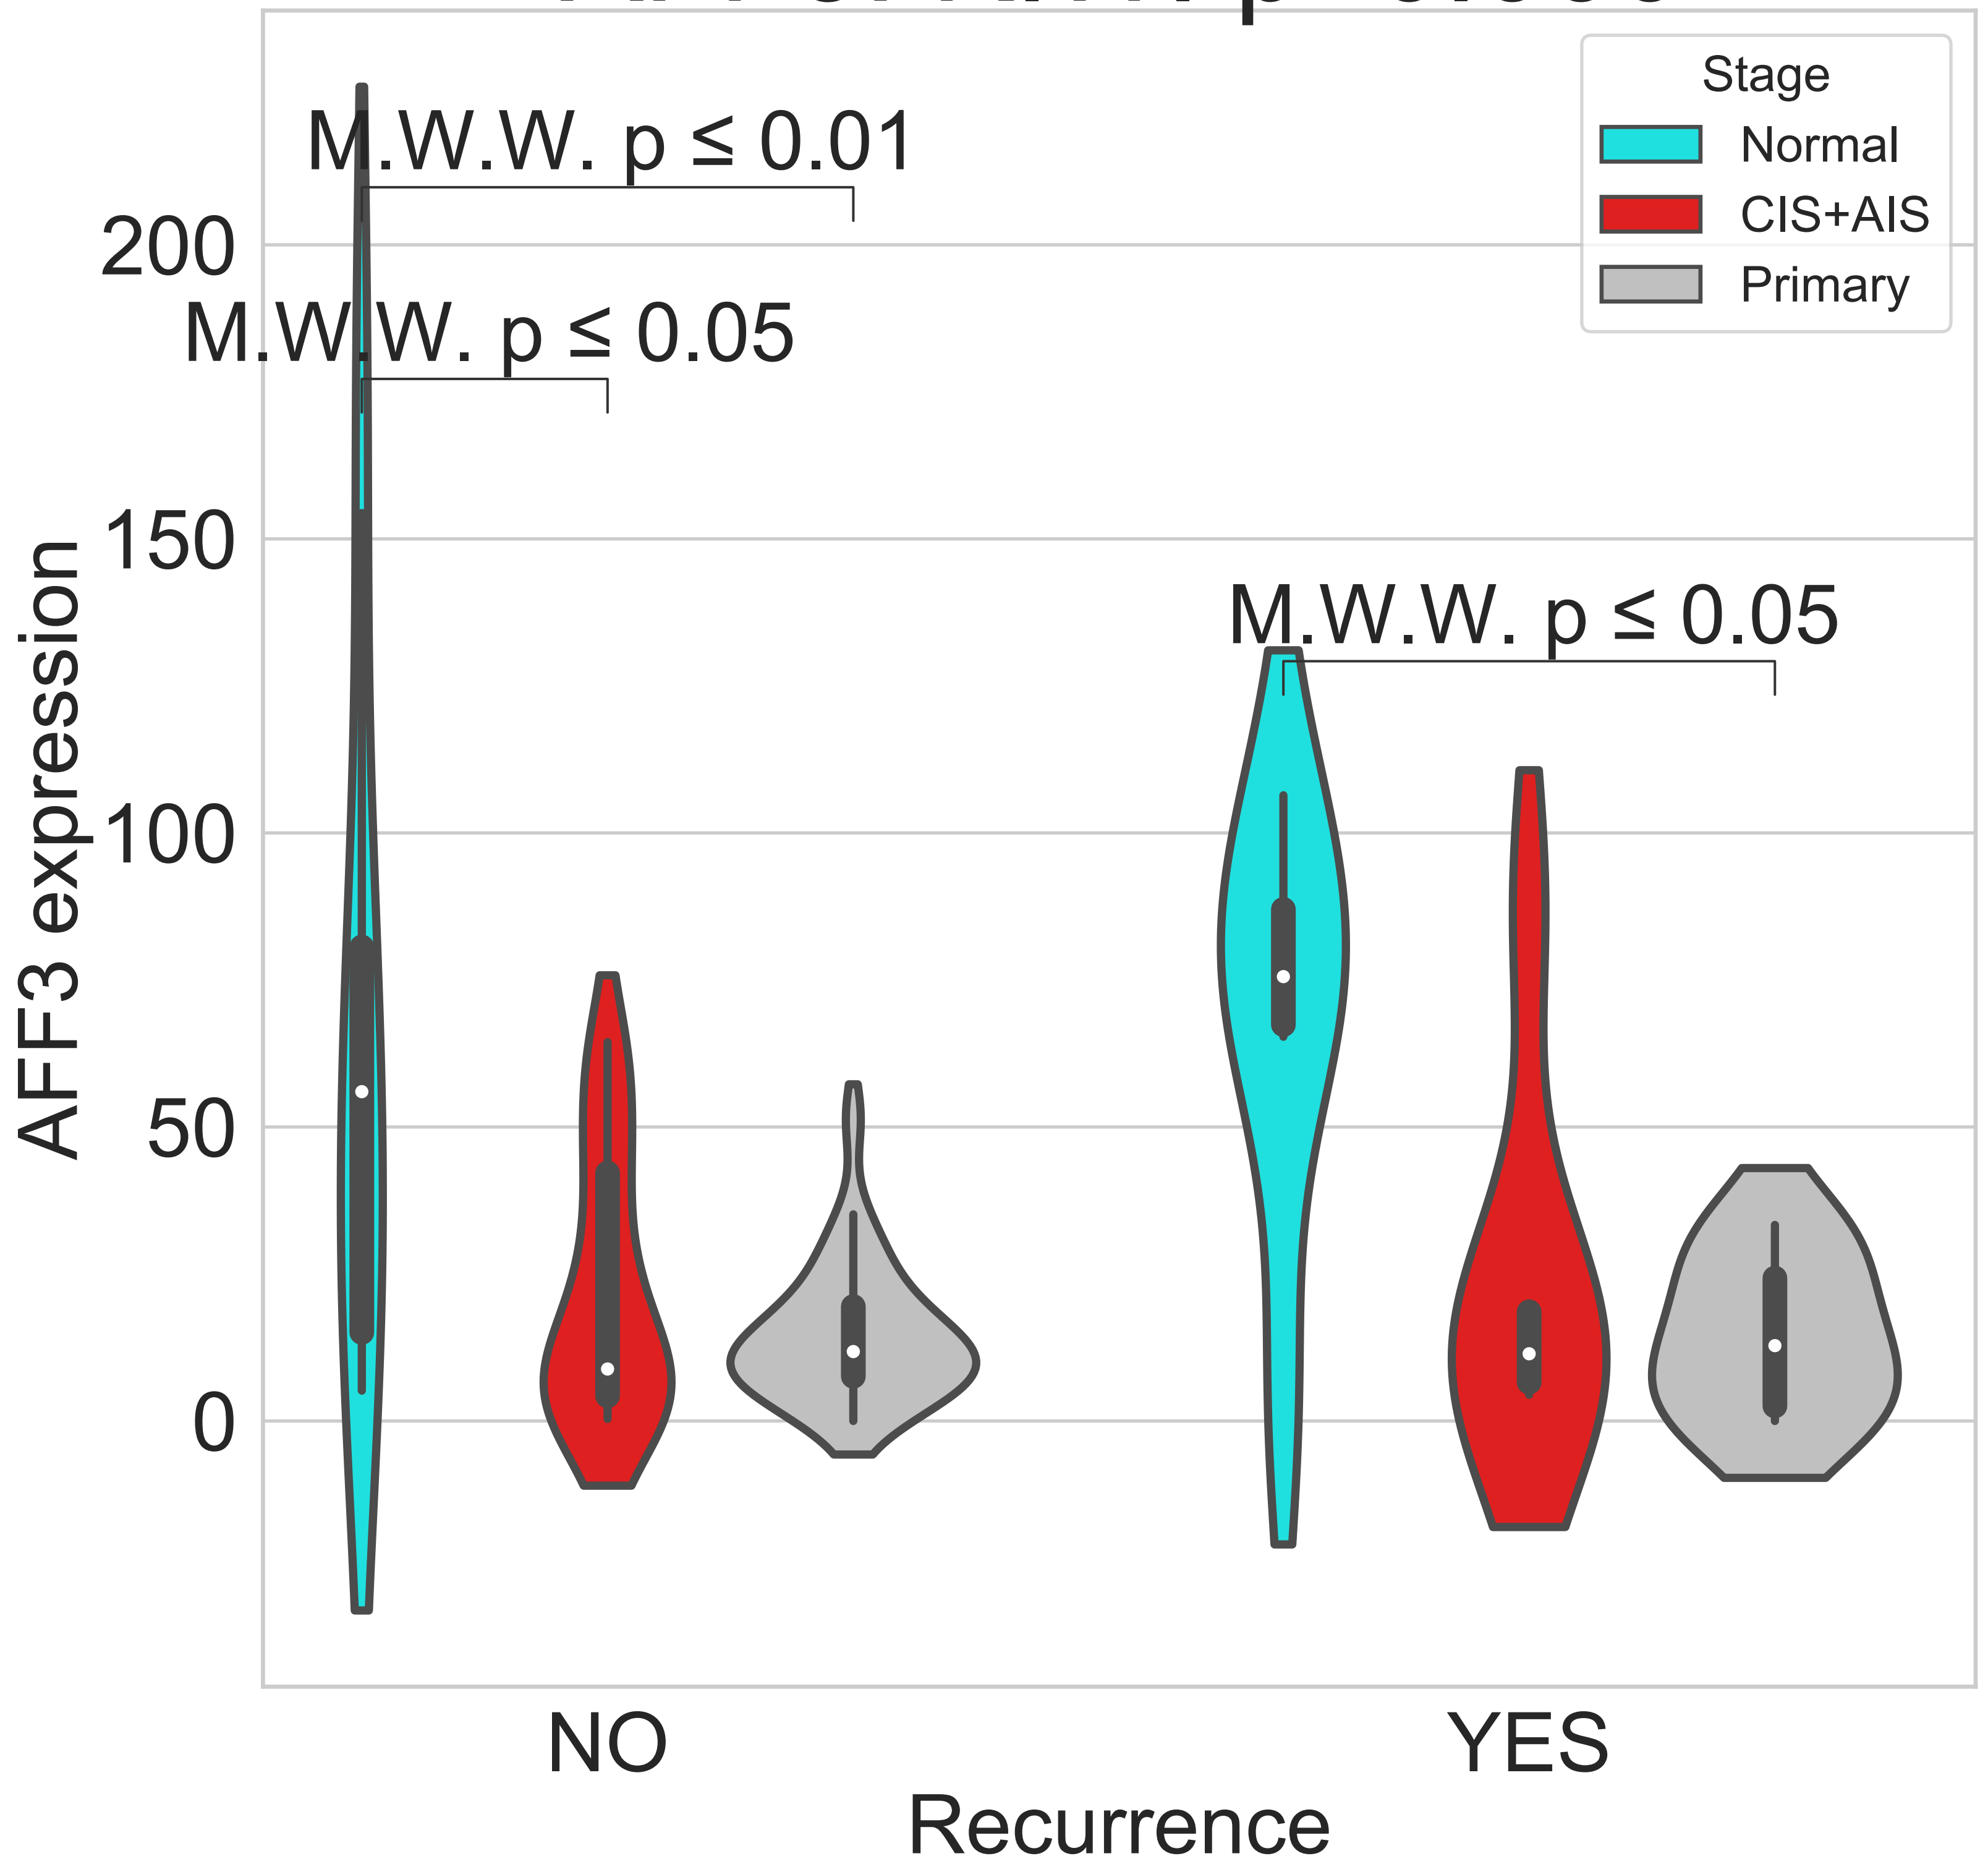 Stage
Normal
CIS+AIS
Primary
M.W.W. p ≤ 0.01
M.W.W. p ≤ 0.05
M.W.W. p ≤ 0.05
200
150
100
50
0
AFF3 expression
NO
YES
Recurrence